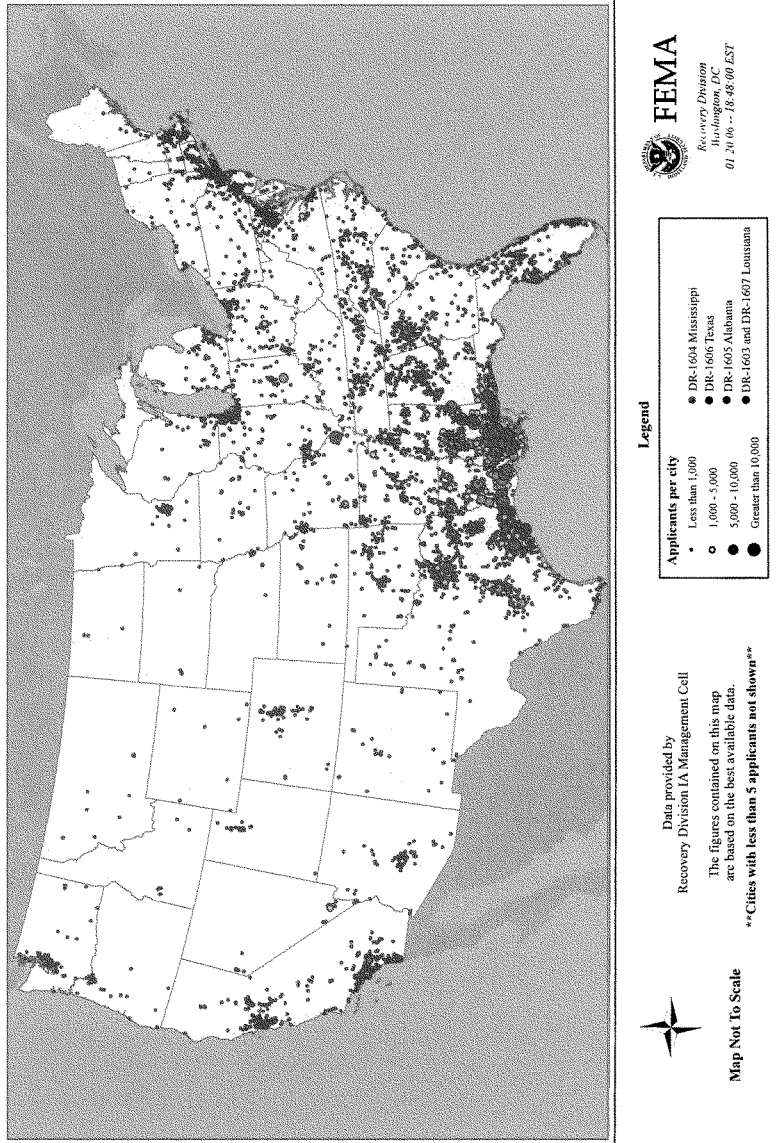 Map Not To Scale
Data provided by
Recovery Division IA Management Cell
The figures contained on this map
are based on the best available data.
**Cities with less than 5 applicants not shown**
Legend
Applicants per city
Less than 1,000
1,000 - 5,000
5,000 - 10,000
Greater than 10,000
DR-1604 Mississippi
DR-1606 Texas
DR-1605 Alabama
DR-1603 and DR-1607 Louisiana
FEMA
Recovery Division
Washington, DC
01 20 06 -- 18:48:00 EST